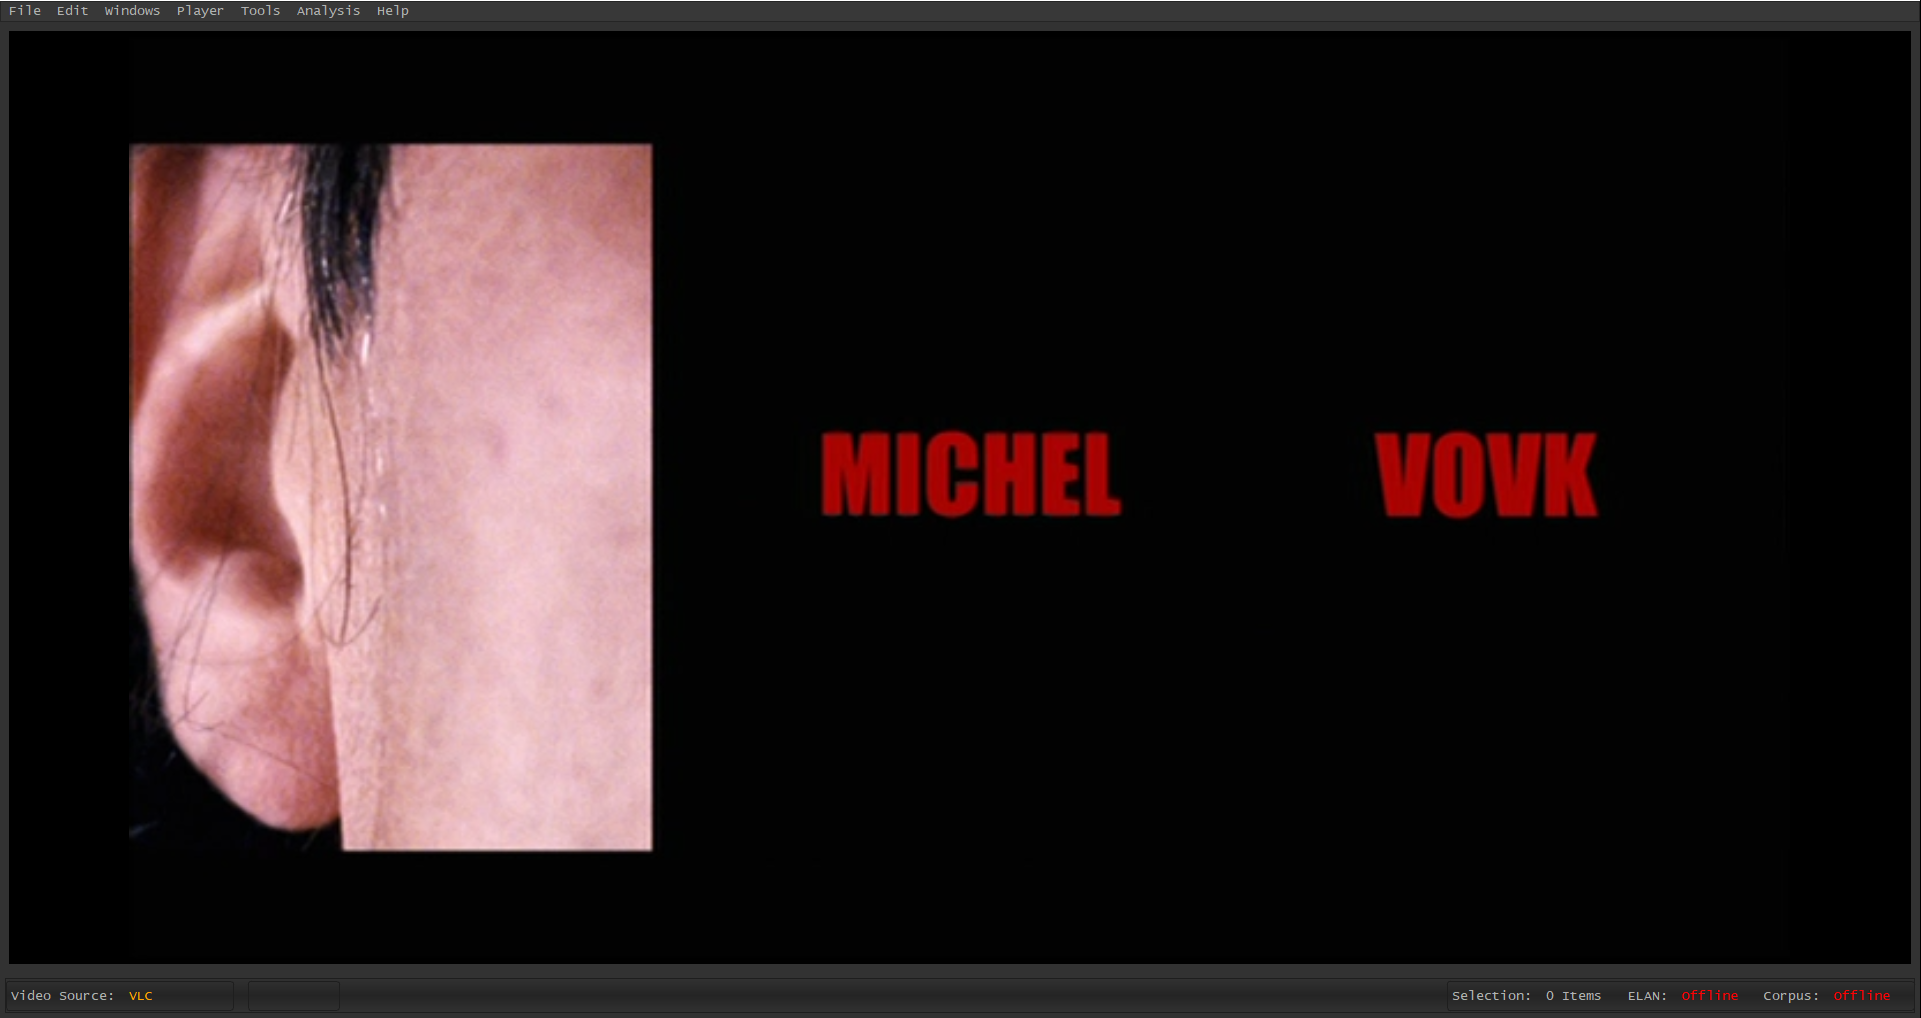 File Edit Windows Player Tools Analysis Help
MICHEL VOVK
Video Source: VLC
Selection: 0 Items ELAN: Offline Corpus: Offline